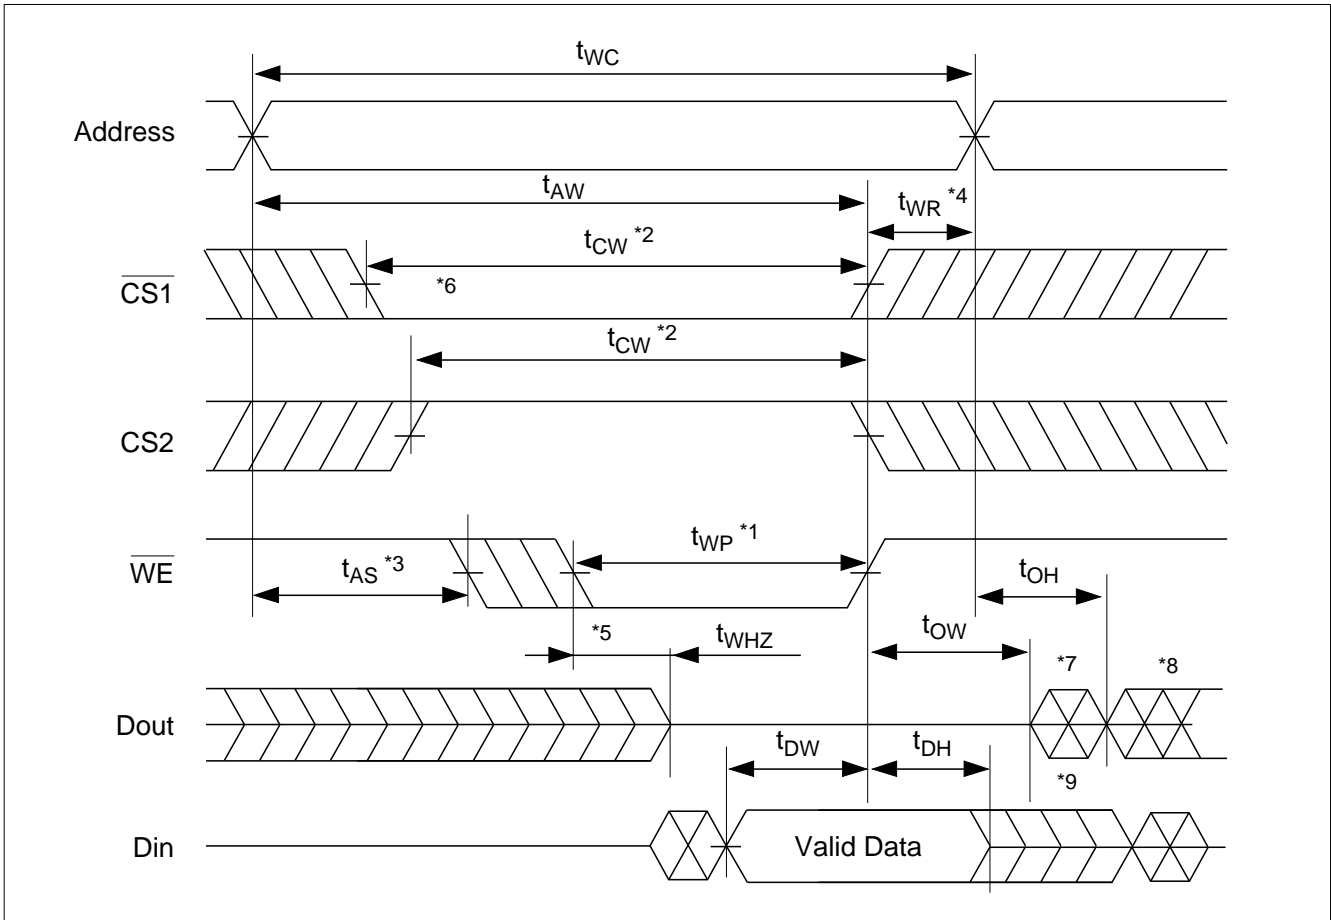 tWC
Address
tAW
tWR *4
tCW *2
CS1
*6
tCW *2
CS2
tWP *1
WE
tAS *3
tOH
tOW
*5
tWHZ
*7
*8
Dout
tDW
tDH
*9
Din
Valid Data